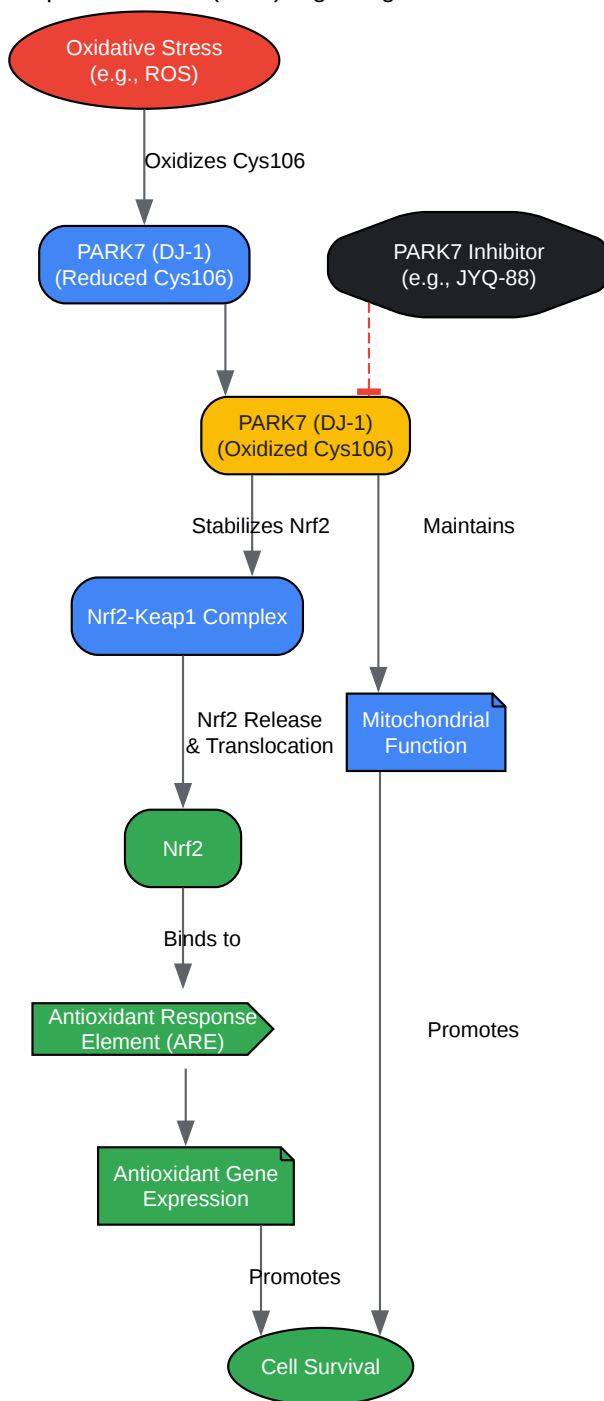 Oxidative Stress
(e.g., ROS)
Oxidizes Cys106
PARK7 (DJ-1)
(Reduced Cys106)
PARK7 Inhibitor
(e.g., JYQ-88)
PARK7 (DJ-1)
(Oxidized Cys106)
Stabilizes Nrf2
Maintains
Nrf2-Keap1 Complex
Nrf2 Release
& Translocation
Mitochondrial
Function
Nrf2
Binds to
Antioxidant Response
Element (ARE)
Promotes
Antioxidant Gene
Expression
Promotes
Cell Survival